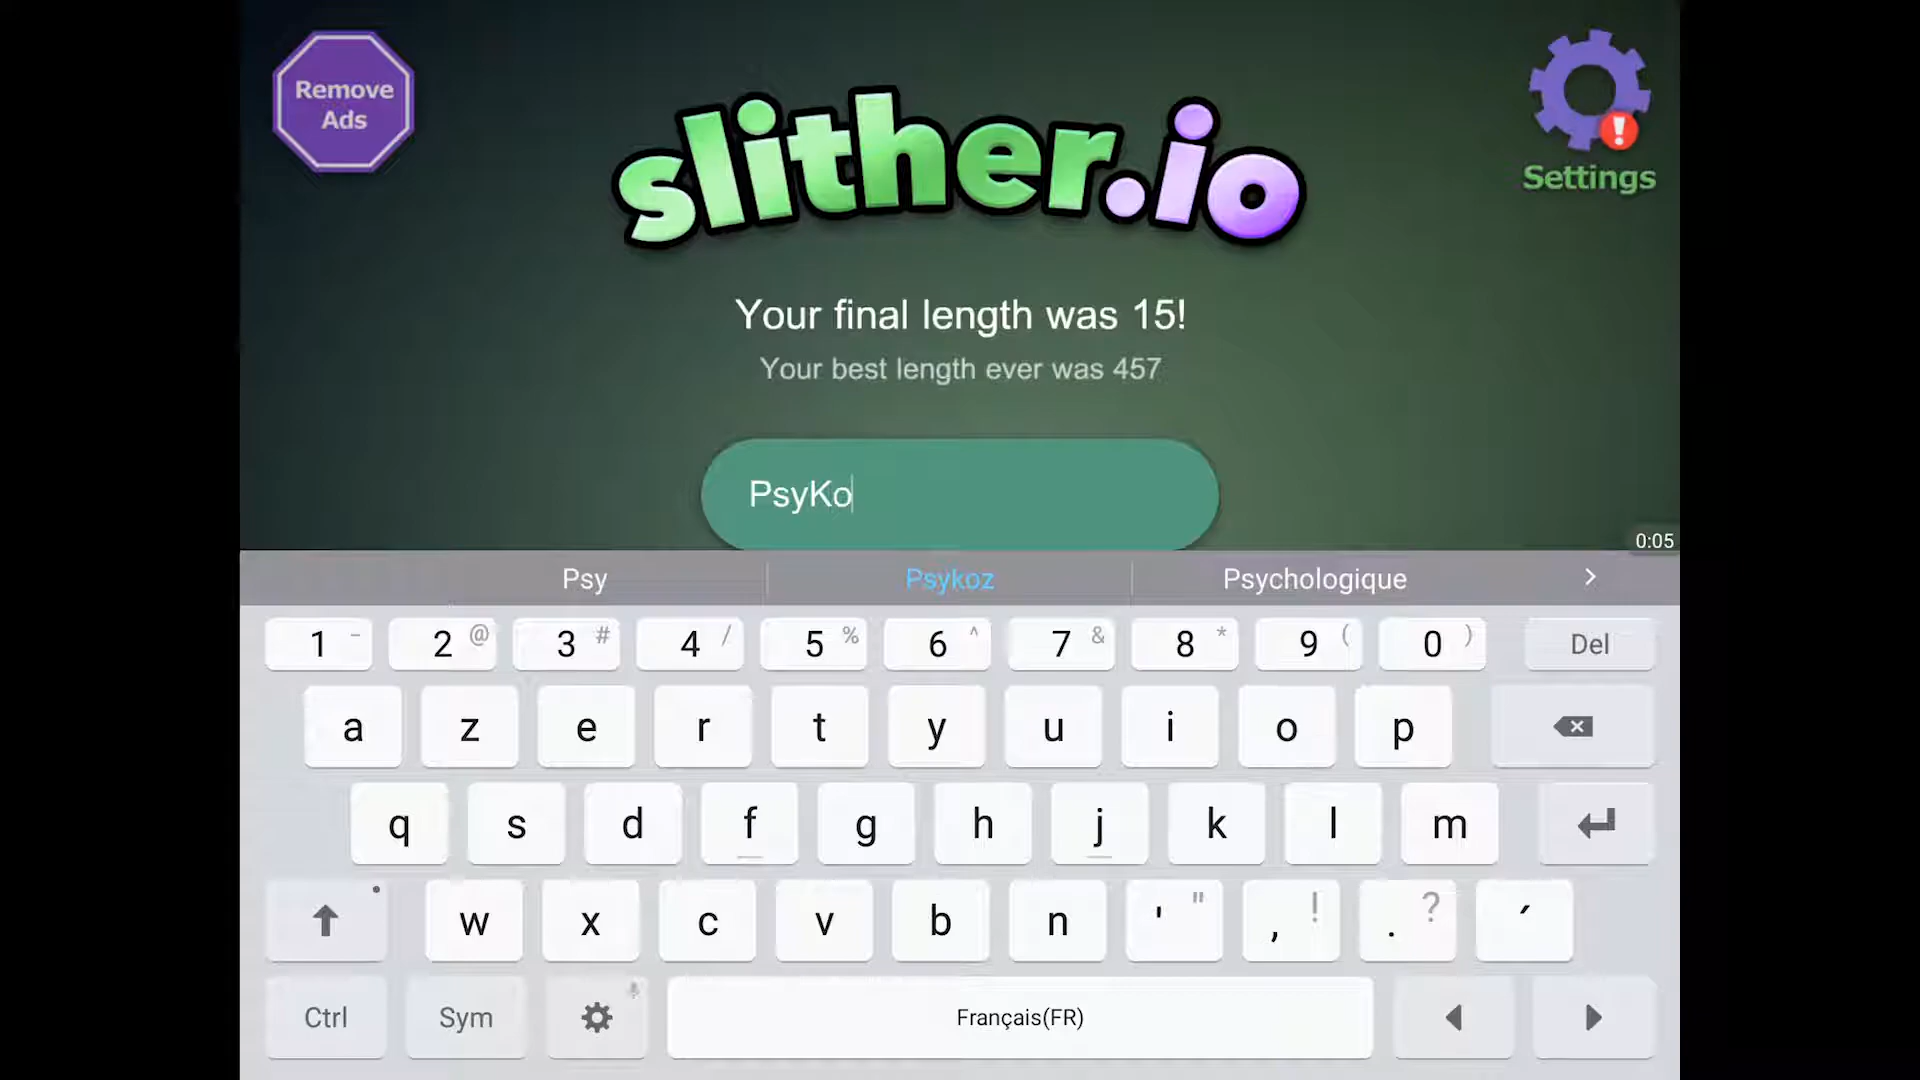 Remove
Ads
slither.io
Settings
Your final length was 15!
Your best length ever was 457
PsyKo
0:05
Psy Psykoz Psychologique
1 - 2 @ 3 # 4 / 5 % 6 ^ 7 & 8 * 9 ( 0 ) Del
a z e r t y u i o p
q s d f g h j k l m
w x c v b n ' " , ! . ? ´
Ctrl Sym Français(FR)